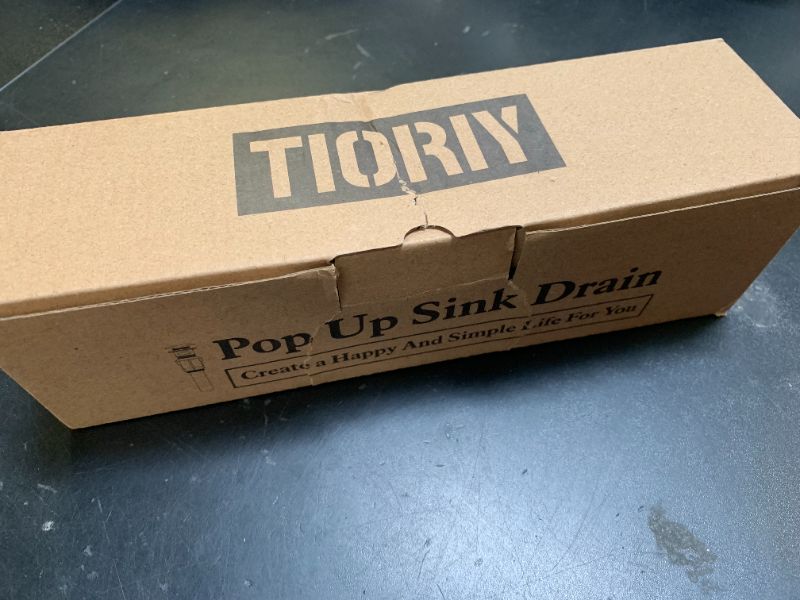 TIORIY
Pop Up Sink Drain
Create a Happy And Simple Life For You